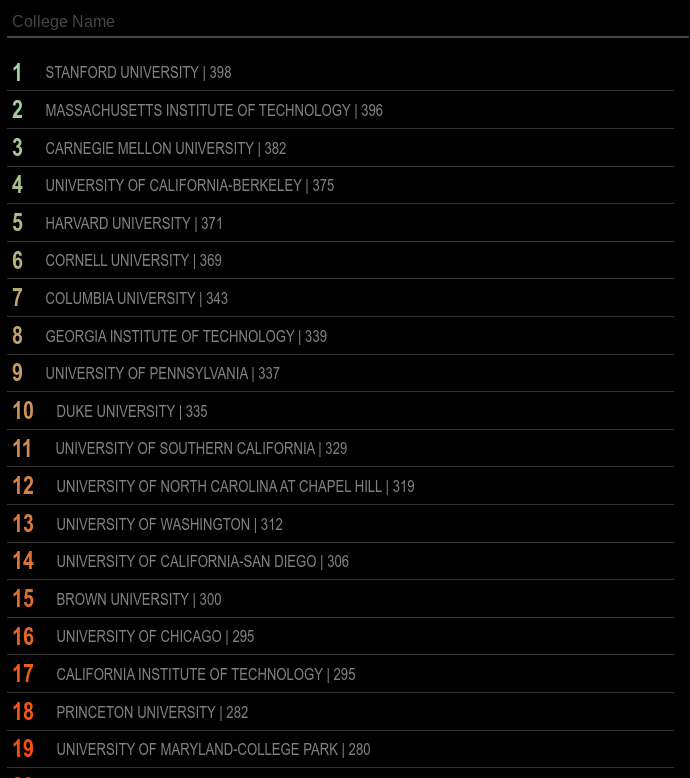 College Name
1 STANFORD UNIVERSITY | 398
2 MASSACHUSETTS INSTITUTE OF TECHNOLOGY | 396
3 CARNEGIE MELLON UNIVERSITY | 382
4 UNIVERSITY OF CALIFORNIA-BERKELEY | 375
5 HARVARD UNIVERSITY | 371
6 CORNELL UNIVERSITY | 369
7 COLUMBIA UNIVERSITY | 343
8 GEORGIA INSTITUTE OF TECHNOLOGY | 339
9 UNIVERSITY OF PENNSYLVANIA | 337
10 DUKE UNIVERSITY | 335
11 UNIVERSITY OF SOUTHERN CALIFORNIA | 329
12 UNIVERSITY OF NORTH CAROLINA AT CHAPEL HILL | 319
13 UNIVERSITY OF WASHINGTON | 312
14 UNIVERSITY OF CALIFORNIA-SAN DIEGO | 306
15 BROWN UNIVERSITY | 300
16 UNIVERSITY OF CHICAGO | 295
17 CALIFORNIA INSTITUTE OF TECHNOLOGY | 295
18 PRINCETON UNIVERSITY | 282
19 UNIVERSITY OF MARYLAND-COLLEGE PARK | 280